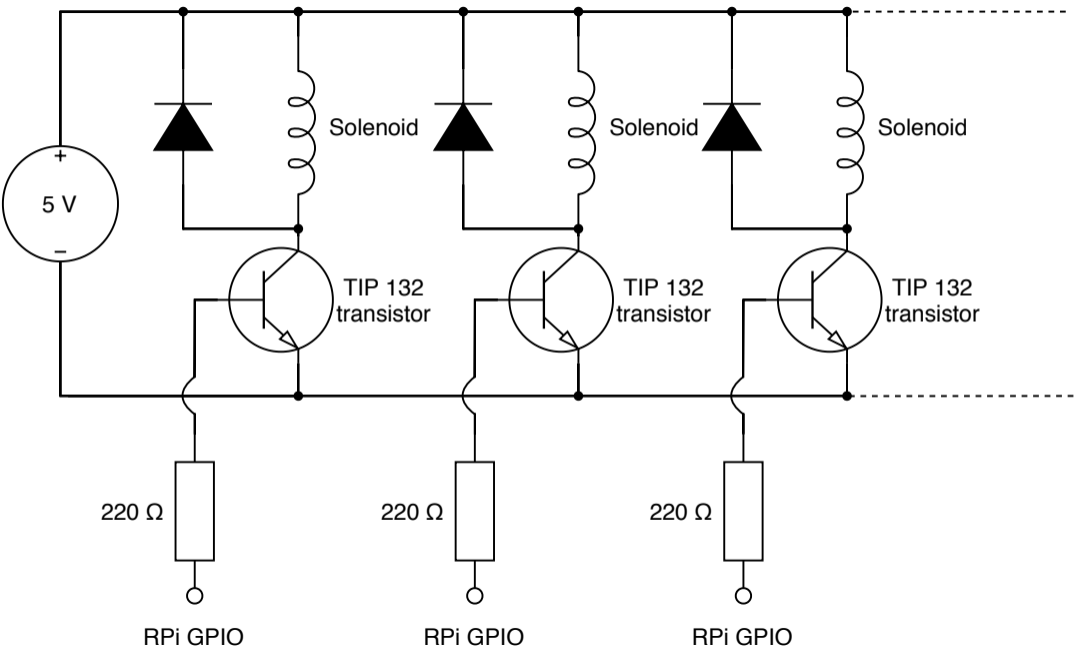 Solenoid
Solenoid
Solenoid
+
5 V
−
TIP 132
transistor
TIP 132
transistor
TIP 132
transistor
220 Ω
220 Ω
220 Ω
RPi GPIO
RPi GPIO
RPi GPIO